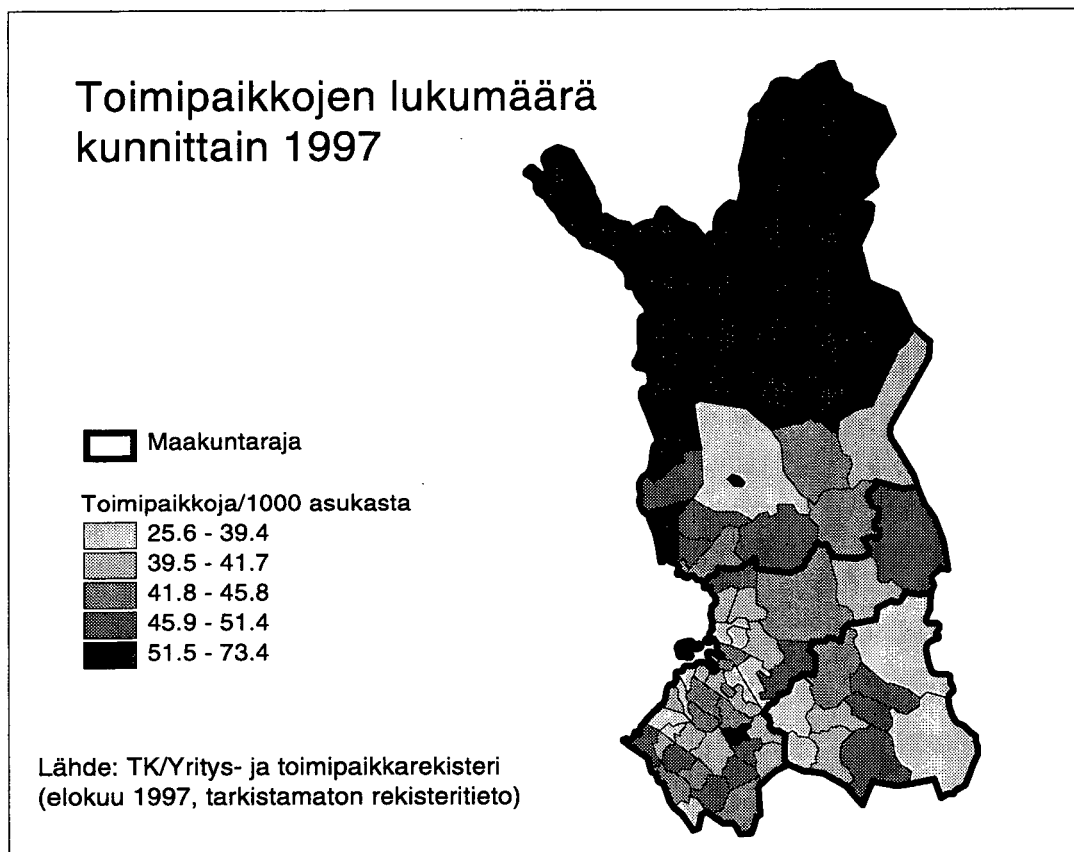 Toimipaikkojen lukumäärä
kunnittain 1997
Maakuntaraja
Toimipaikkoja/1000 asukasta
25.6 - 39.4
39.5 - 41.7
41.8 - 45.8
45.9 - 51.4
51.5 - 73.4
Lähde: TK/Yritys- ja toimipaikkarekisteri
(elokuu 1997, tarkistamaton rekisteritieto)